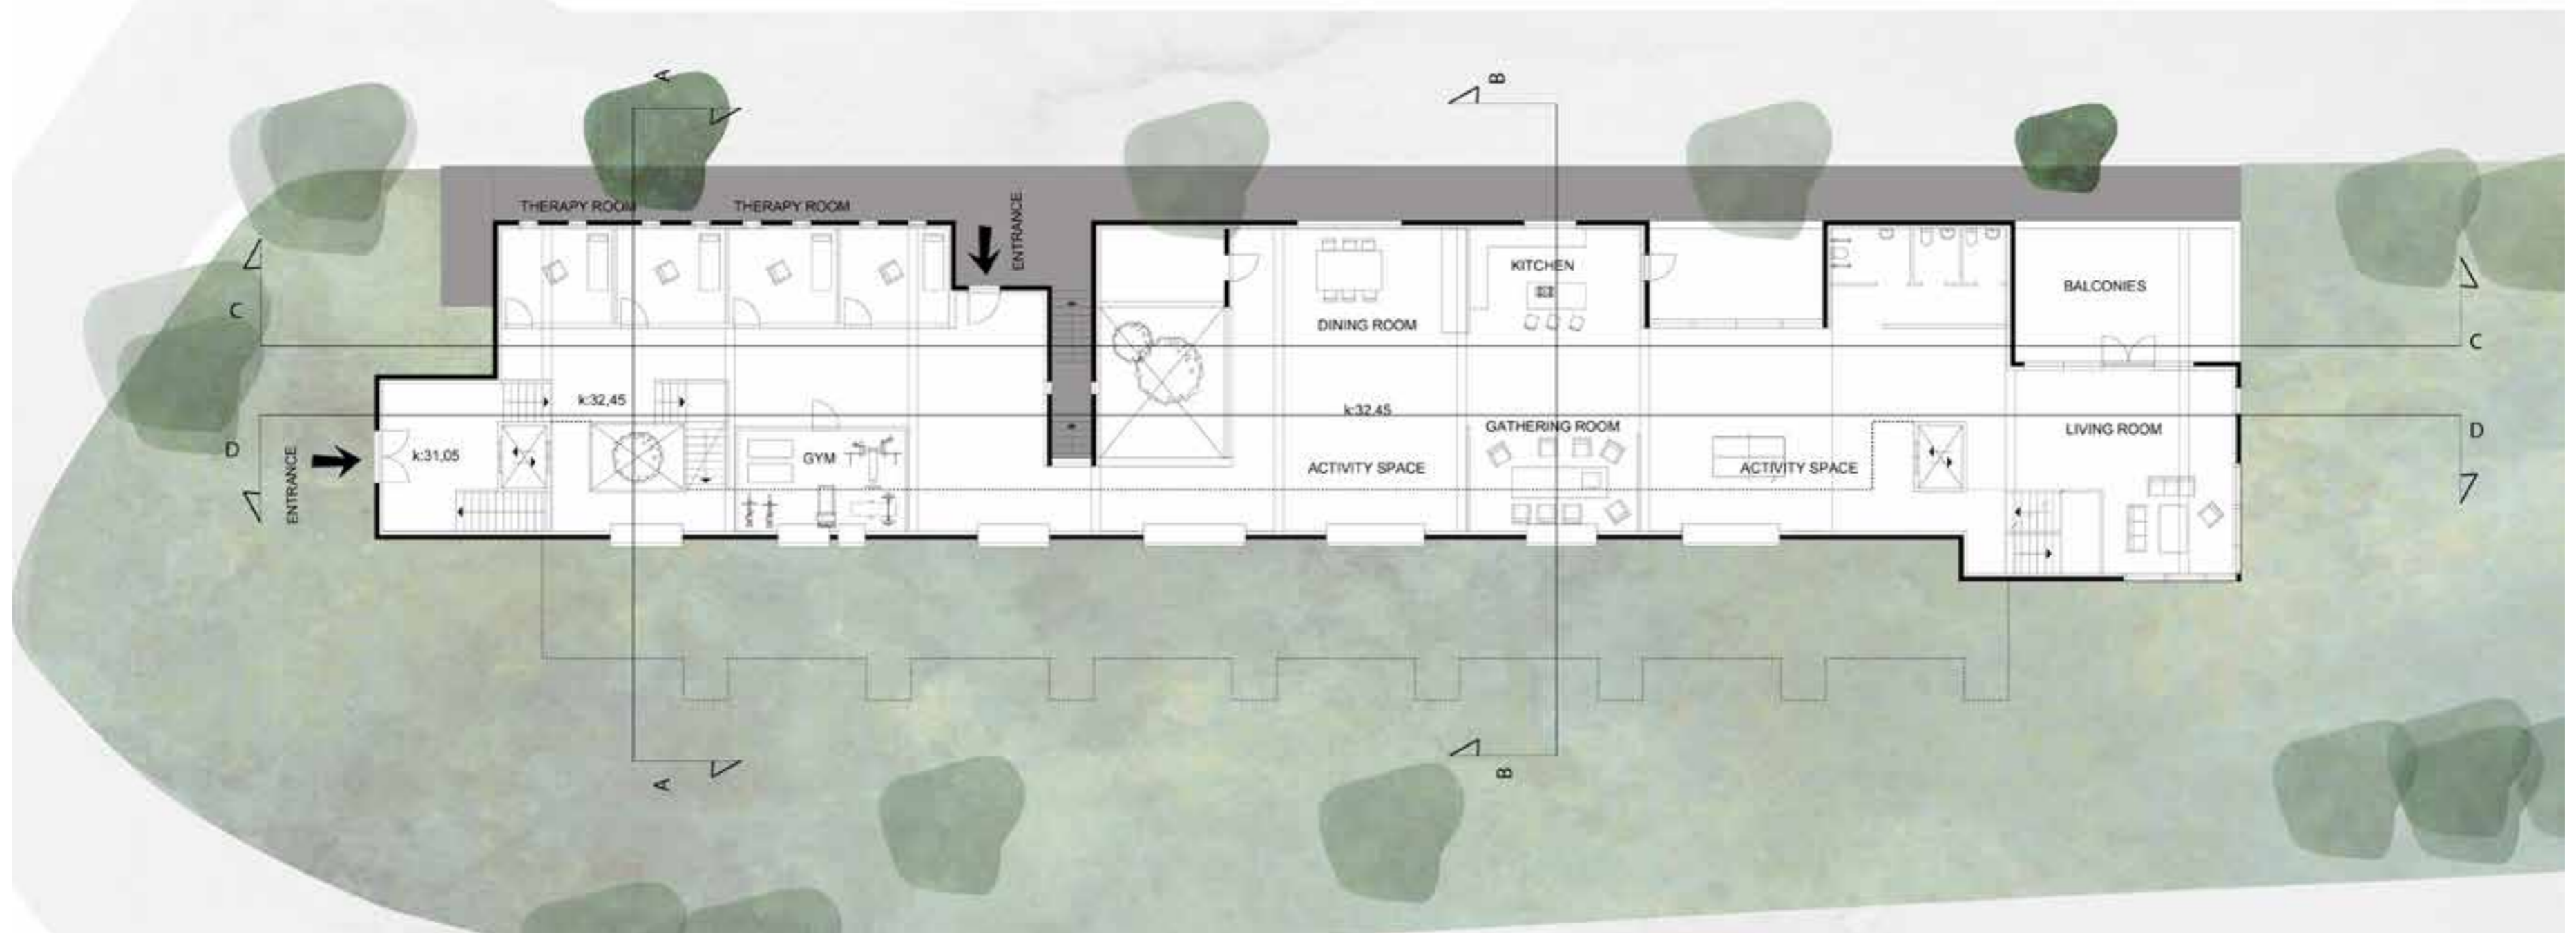 A
B
THERAPY ROOM
THERAPY ROOM
ENTRANCE
KITCHEN
BALCONIES
C
DINING ROOM
C
k:32,45
k:32.45
GATHERING ROOM
LIVING ROOM
D
D
k:31,05
GYM
ACTIVITY SPACE
ACTIVITY SPACE
ENTRANCE
A
B